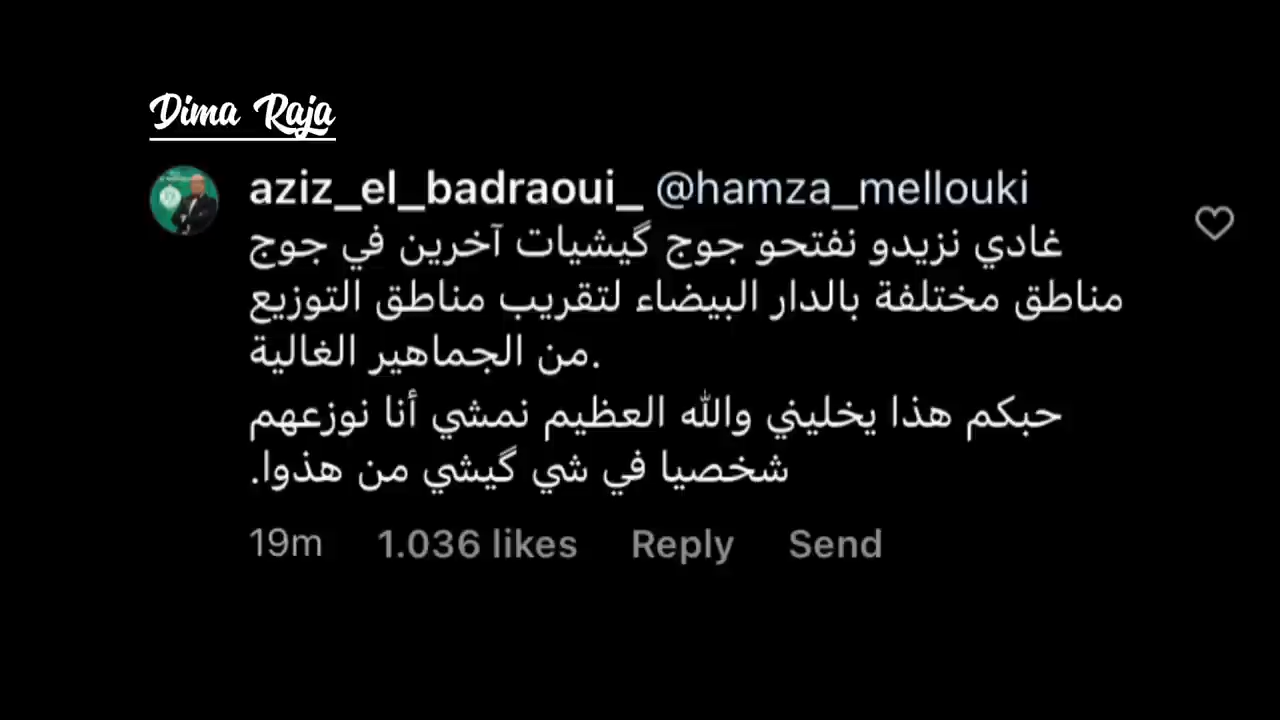 Dima Raja
aziz_el_badraoui_ @hamza_mellouki
غادي نزيدو نفتحو جوج گيشيات آخرين في جوج
مناطق مختلفة بالدار البيضاء لتقريب مناطق التوزيع
من الجماهير الغالية.
حبكم هذا يخليني والله العظيم نمشي أنا نوزعهم
شخصيا في شي گيشي من هذوا.
19m 1.036 likes Reply Send